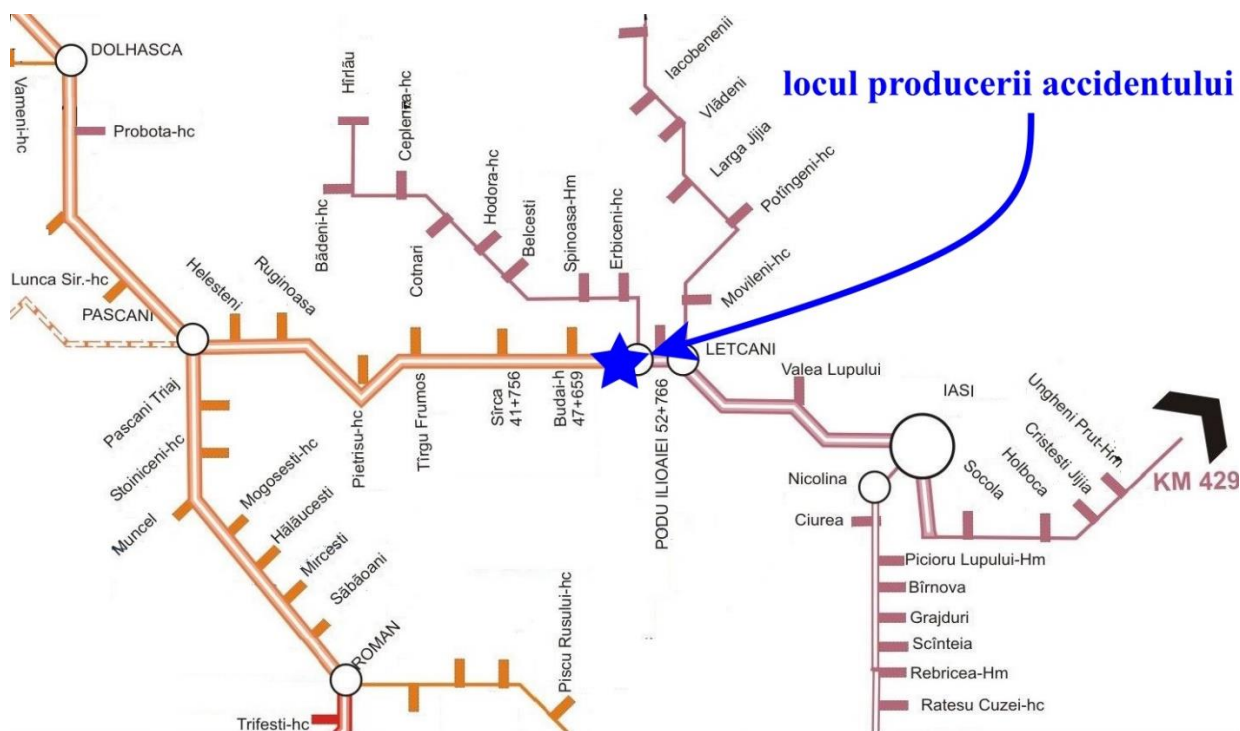 DOLHASCA
Vameni-hc
Probota-hc
Lunca Sir.-hc
PASCANI
Helesteni
Ruginoasa
Hîrlău
Bădeni-hc
Cotnari
Hodora-hc
Belcesti
Spinoasa-Hm
Erbiceni-hc
Iacobenenii
Vlădeni
Larga Jijia
Potîngeni-hc
Movileni-hc
locul producerii accidentului
LETCANI
Valea Lupului
IASI
Ungheni Prut-Hm
Cristesti Jijia
Holboca
Socola
KM 429
Nicolina
Ciurea
Picioru Lupului-Hm
Bîrnova
Grajduri
Scînteia
Rebricea-Hm
Ratesu Cuzei-hc
PODU ILIOAIEI 52+766
Budai-h
47+659
Sîrca
41+756
Tîrgu Frumos
Pietrisu-hc
Pascani Triaj
Stoiniceni-hc
Muncel
Mogosesti-hc
Hălăucesti
Mircesti
Săbăoani
ROMAN
Trifesti-hc
Piscu Rusului-hc